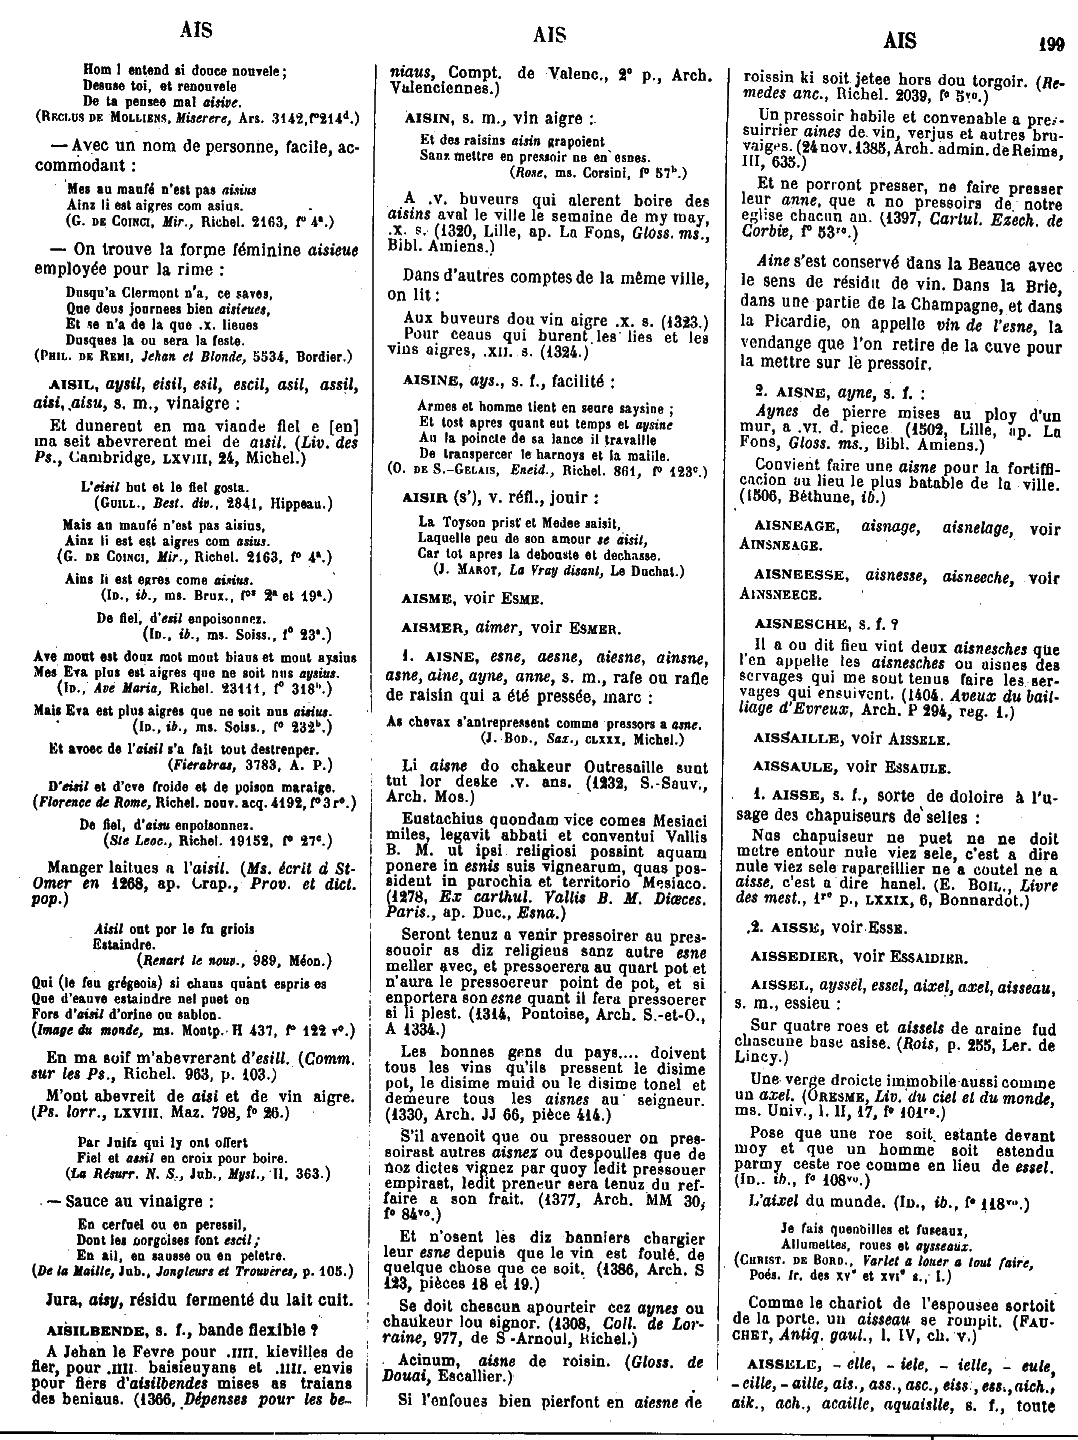 AIS
AIS
AIS
199
Hom l entend si douce nouvele ;
Desuse toi, et renouvele
De ta pensee mal aisive.
(Reclus de Molliens, Miserere, Ars. 3142, f° 214d.)
— Avec un nom de personne, facile, ac-
commodant :
Mes au maufé n'est pas aisius
Ainz li est aigres com asius.
(G. de Coinci, Mir., Richel. 2163, f° 4a.)
— On trouve la forme féminine aisieue
employée pour la rime :
Dusqu'a Clermont n'a, ce saves,
Que deus journees bien aisieues,
Et se n'a de la que .x. lieues
Dusques la ou sera la feste.
(Phil. de Remi, Jehan et Blonde, 5534, Bordier.)
AISIL, aysil, eisil, esil, escil, asil, assil,
aisi, aisu, s. m., vinaigre :
Et dunerent en ma viande fiel e [en]
ma seit abevrerent mei de aisil. (Liv. des
Ps., Cambridge, LXVIII, 24, Michel.)
L'eisil but et le fiel gosta.
(Guill., Best. div., 2841, Hippeau.)
Mais au maufé n'est pas aisius,
Ainz li est est aigres com asius.
(G. de Coinci, Mir., Richel. 2163, f° 4a.)
Ains li est egres come aisius.
(Id., ib., ms. Brux., fos 2a et 19a.)
De fiel, d'esil enpoisonnez.
(Id., ib., ms. Soiss., f° 23a.)
Ave mout est douz mot mout biaus et mout aysius
Mes Eva plus est aigres que ne soit nus aysius.
(Id., Ave Maria, Richel. 23111, f° 318b.)
Mais Eva est plus aigres que ne soit nus aisius.
(Id., ib., ms. Soiss., f° 232b.)
Et avoec de l'aisil s'a fait tout destrenper.
(Fierabras, 3783, A. P.)
D'eisil et d'eve froide et de poison maraige.
(Florence de Rome, Richel. nouv. acq. 4192, f° 3r°.)
De fiel, d'aisu enpoisonnez.
(Ste Leoc., Richel. 19152, f° 27c.)
Manger laitues a l'aisil. (Ms. écrit à St-
Omer en 1268, ap. Crap., Prov. et dict.
pop.)
Aisil ont por le fu griois
Estaindre.
(Renart le nouv., 989, Méon.)
Qui (le feu grégeois) si chaus quant espris es
Que d'eauve estaindre nel puet on
Fors d'aisil d'orine ou sablon.
(Image du monde, ms. Montp. H 437, f° 122 v°.)
En ma soif m'abevrerant d'esill. (Comm.
sur les Ps., Richel. 963, p. 103.)
M'ont abevreit de aisi et de vin aigre.
(Ps. lorr., LXVIII, Maz. 798, f° 26.)
Par Juifz qui ly ont offert
Fiel et assil en croix pour boire.
(La Résurr. N. S., Jub., Myst., II, 363.)
— Sauce au vinaigre :
En cerfuel ou en peressil,
Dont les borgoises font escil ;
En ail, en sausse ou en peletre.
(De la Maille, Jub., Jongleurs et Trouvères, p. 105.)
Jura, aisy, résidu fermenté du lait cuit.
AISILBENDE, s. f., bande flexible ?
A Jehan le Fevre pour .IIII. kievilles de
fier, pour .IIII. baisieuyans et .IIII. envis
pour fiers d'aisilbendes mises as traians
des beniaus. (1366, Dépenses pour les be-
niaus, Compt. de Valenc., 2° p., Arch.
Valenciennes.)
AISIN, s. m., vin aigre :
Et des raisins aisin grapoient
Sanz mettre en pressoir ne en esnes.
(Rose, ms. Corsini, f° 57b.)
A .V. buveurs qui alerent boire des
aisins aval le ville le semaine de my may,
.x. s. (1320, Lille, ap. La Fons, Gloss. ms.,
Bibl. Amiens.)
Dans d'autres comptes de la même ville,
on lit :
Aux buveurs dou vin aigre .x. s. (1323.)
Pour ceaus qui burent les lies et les
vins aigres, .XII. s. (1324.)
AISINE, ays., s. f., facilité :
Armes et homme tient en seure saysine ;
Et tost apres quant eut temps et aysine
Au la poincte de sa lance il travaille
De transpercer le harnoys et la maille.
(O. de S.-Gelais, Eneid., Richel. 861, f° 123c.)
AISIR (s'), v. réfl., jouir :
La Toyson prist et Medee saisit,
Laquelle peu de son amour se aisit,
Car tot apres la debouste et dechasse.
(J. Marot, La Vray disant, Le Duchat.)
AISME, voir Esme.
AISMER, aimer, voir Esmer.
1. AISNE, esne, aesne, aiesne, ainsne,
asne, aine, ayne, anne, s. m., rafe ou rafle
de raisin qui a été pressée, marc :
As chevax s'antrepressent comme pressors a asne.
(J. Bod., Sax., CLXXX, Michel.)
Li aisne do chakeur Outresaille sunt
tut lor deske .V. ans. (1232, S.-Sauv.,
Arch. Mos.)
Eustachius quondam vice comes Mesiaci
miles, legavit abbati et conventui Vallis
B. M. ut ipsi religiosi possint aquam
ponere in esnis suis vignearum, quas pos-
sident in parochia et territorio Mesiaco.
(1278, Ex carthul. Vallis B. M. Diœces.
Paris., ap. Duc., Esna.)
Seront tenuz a venir pressoirer au pres-
souoir as diz religieus sanz autre esne
meller avec, et pressoerera au quart pot et
n'aura le pressoereur point de pot, et si
enportera son esne quant il fera pressoerer
si li plest. (1314, Pontoise, Arch. S.-et-O.,
A 1334.)
Les bonnes gens du pays.... doivent
tous les vins qu'ils pressent le disime
pot, le disime muid ou le disime tonel et
demeure tous les aisnes au seigneur.
(1330, Arch. JJ 66, pièce 414.)
S'il avenoit que ou pressouer on pres-
soirast autres aisnez ou despoulles que de
noz dictes vignez par quoy ledit pressouer
empirast, ledit preneur sera tenuz du ref-
faire a son frait. (1377, Arch. MM 30,
f° 84vo.)
Et n'osent les diz banniers chargier
leur esne depuis que le vin est foulé de
quelque chose que ce soit. (1386, Arch. S
123, pièces 18 et 19.)
Se doit chescun apourteir cez aynes ou
chaukeur lou signor. (1308, Coll. de Lor-
raine, 977, de S-Arnoul, Richel.)
Acinum, aisne de roisin. (Gloss. de
Douai, Escallier.)
Si l'enfoues bien pierfont en aiesne de
roissin ki soit jetee hors dou torgoir. (Re-
medes anc., Richel. 2039, f° 5vo.)
Un pressoir habile et convenable a pres-
suirrier aines de vin, verjus et autres bru-
vaiges. (24 nov. 1385, Arch. admin. de Reims,
III, 635.)
Et ne porront presser, ne faire presser
leur anne, que a no pressoirs de notre
eglise chacun an. (1397, Cartul. Ezech. de
Corbie, f° 53ro.)
Aine s'est conservé dans la Beauce avec
le sens de résidu de vin. Dans la Brie,
dans une partie de la Champagne, et dans
la Picardie, on appelle vin de l'esne, la
vendange que l'on retire de la cuve pour
la mettre sur le pressoir.
2. AISNE, ayne, s. f. :
Aynes de pierre mises au ploy d'un
mur, a .VI. d. piece (1502, Lille, ap. La
Fons, Gloss. ms., Bibl. Amiens.)
Convient faire une aisne pour la fortiffi-
cacion au lieu le plus batable de la ville.
(1506, Béthune, ib.)
AISNEAGE, aisnage, aisnelage, voir
Ainsneage.
AISNEESSE, aisnesse, aisneeche, voir
Ainsneece.
AISNESCHE, s. f. ?
Il a ou dit fieu vint deux aisnesches que
l'en appelle les aisnesches ou aisnes des
servages qui me sout tenus faire les ser-
vages qui ensuivent. (1404. Aveux du bail-
liage d'Evreux, Arch. P 294, reg. 1.)
AISSAILLE, voir Aissele.
AISSAULE, voir Essaule.
1. AISSE, s. f., sorte de doloire à l'u-
sage des chapuiseurs de selles :
Nus chapuiseur ne puet ne ne doit
metre entour nule viez sele, c'est a dire
nule viez sele rapareillier ne a coutel ne a
aisse, c'est a dire hanel. (E. Boil., Livre
des mest., 1re p., LXXIX, 6, Bonnardot.)
2. AISSE, voir Esse.
AISSEDIER, voir Essaidier.
AISSEL, ayssel, essel, aixel, axel, aisseau,
s. m., essieu :
Sur quatre roes et aissels de araine fud
chascune base asise. (Rois, p. 255, Ler. de
Lincy.)
Une verge droicte immobile aussi comme
un axel. (Oresme, Liv. du ciel et du monde,
ms. Univ., l. II, 17, f° 101ro.)
Pose que une roe soit estante devant
moy et que un homme soit estendu
parmy ceste roe comme en lieu de essel.
(Id., ib., f° 108vo.)
L'aixel du munde. (Id., ib., f° 118vo.)
Je fais quenoilles et fuseaux,
Allumettes, roues et aysseaux.
(Christ. de Bord., Varlet a louer a tout faire,
Poés. fr. des XVe et XVIe s., I.)
Comme le chariot de l'espousee sortoit
de la porte, un aisseau se rompit. (Fau-
chet, Antiq. gaul., l. IV, ch. v.)
AISSELE, - elle, - iele, - ielle, - eule,
- eille, - aille, ais., ass., asc., eiss., ess., aich.,
aik., ach., acaille, aquaislle, s. f., toute